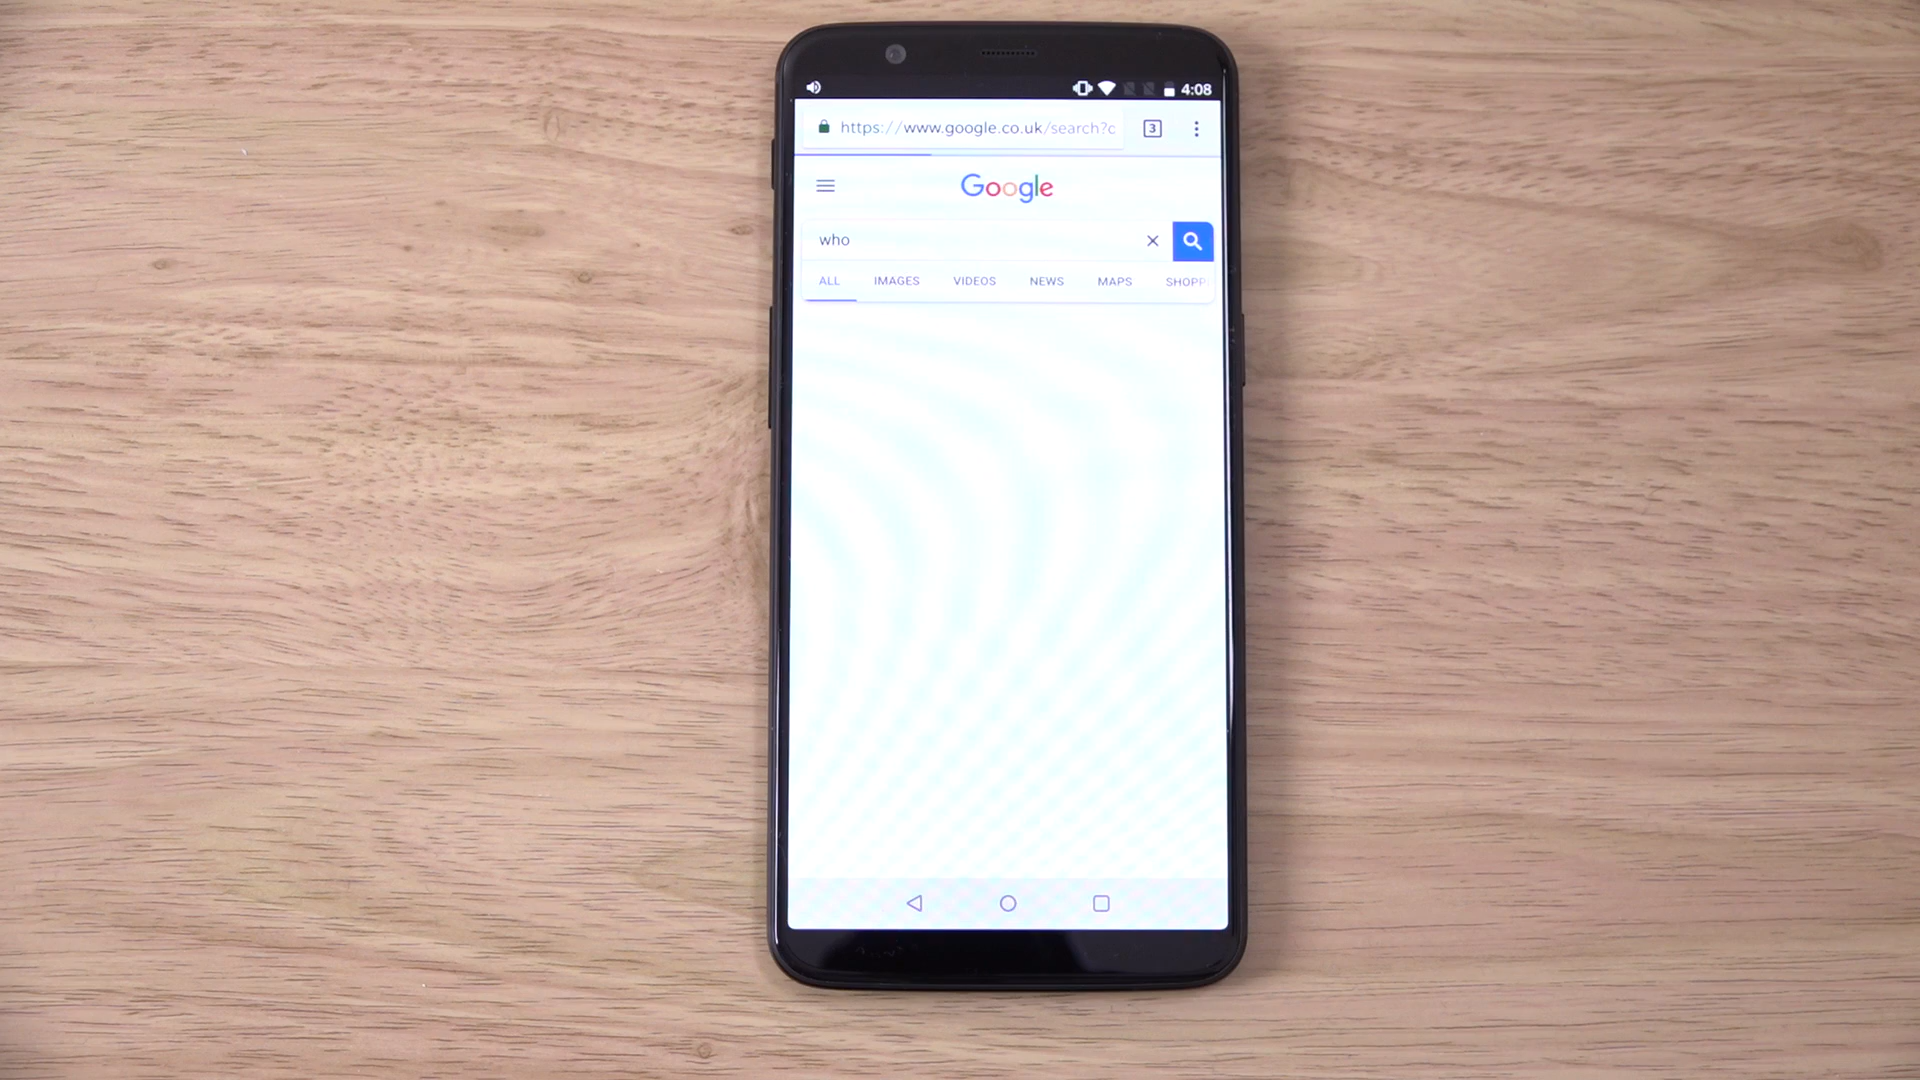 4:08
https://www.google.co.uk/search?c
3
Google
who
ALL IMAGES VIDEOS NEWS MAPS SHOPP